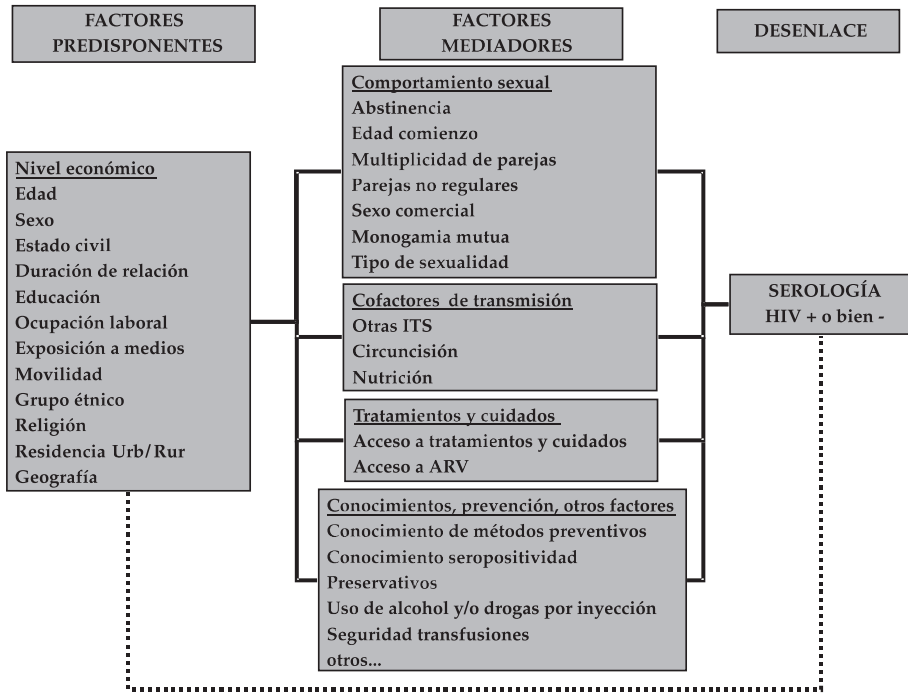 FACTORES
PREDISPONENTES
FACTORES
MEDIADORES
DESENLACE
Nivel económico
Edad
Sexo
Estado civil
Duración de relación
Educación
Ocupación laboral
Exposición a medios
Movilidad
Grupo étnico
Religión
Residencia Urb/Rur
Geografía
Comportamiento sexual
Abstinencia
Edad comienzo
Multiplicidad de parejas
Parejas no regulares
Sexo comercial
Monogamia mutua
Tipo de sexualidad
Cofactores de transmisión
Otras ITS
Circuncisión
Nutrición
Tratamientos y cuidados
Acceso a tratamientos y cuidados
Acceso a ARV
Conocimientos, prevención, otros factores
Conocimiento de métodos preventivos
Conocimiento seropositividad
Preservativos
Uso de alcohol y/o drogas por inyección
Seguridad transfusiones
otros...
SEROLOGÍA
HIV + o bien -